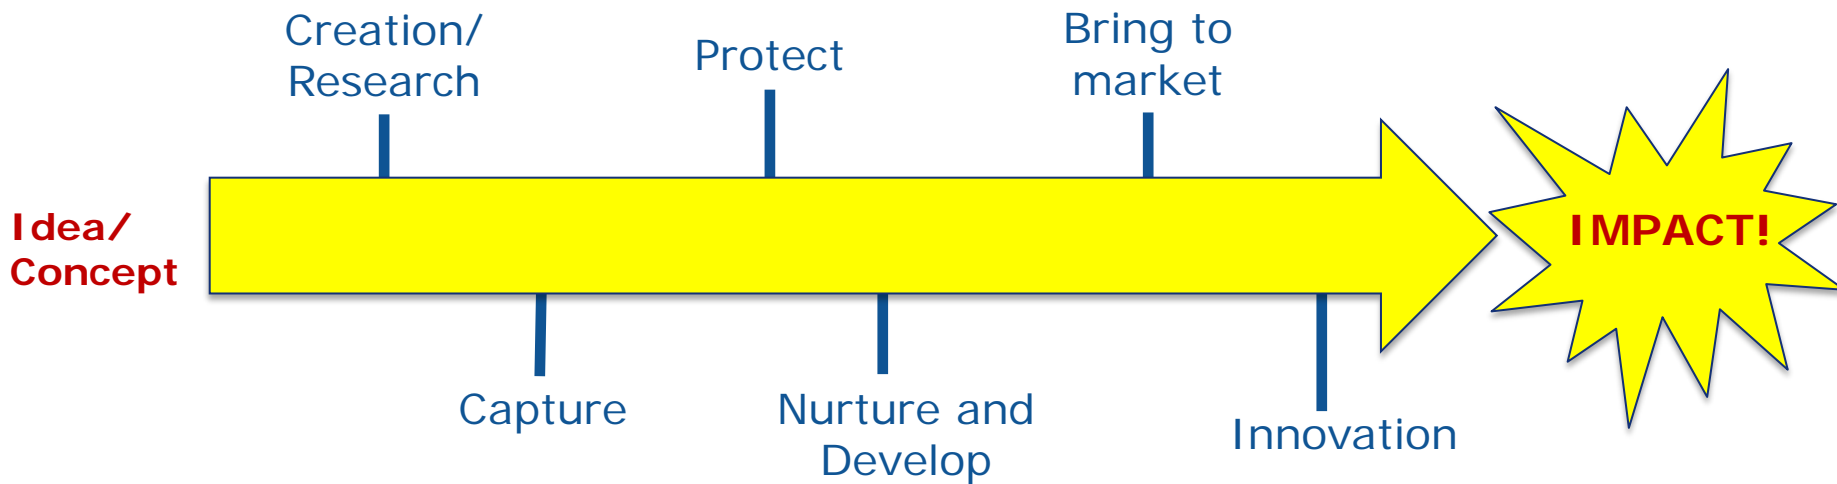 Creation/
Research
Protect
Bring to
market
Idea/
Concept
IMPACT!
Capture
Nurture and
Develop
Innovation